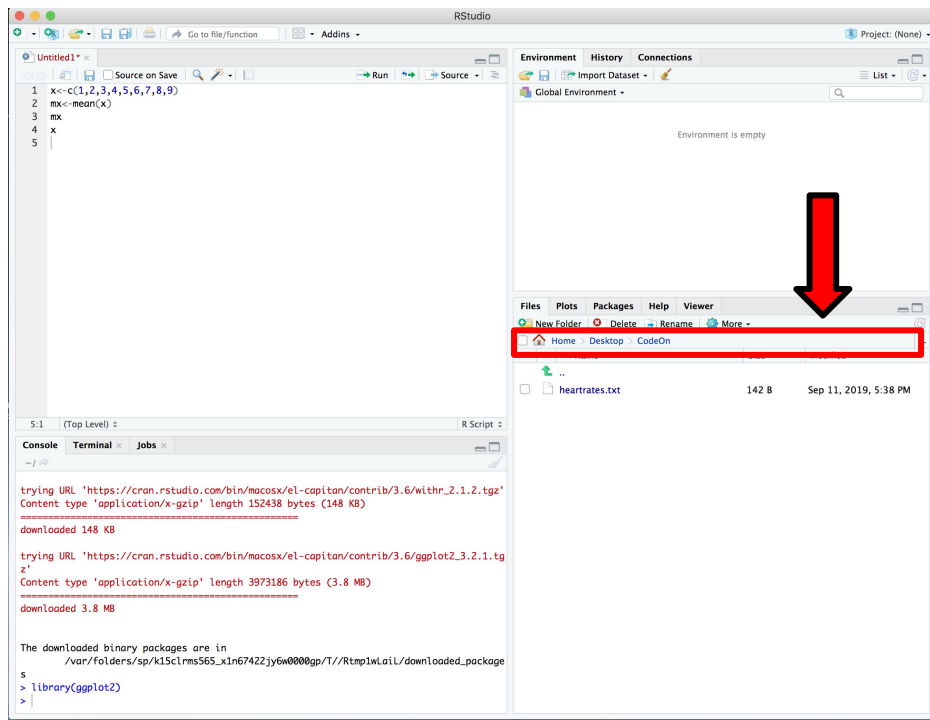 RStudio
Go to file/function Addins Project: (None)
Untitled1*
Source on Save Run Source
1 x<-c(1,2,3,4,5,6,7,8,9)
2 mx<-mean(x)
3 mx
4 x
5
5:1 (Top Level) R Script
Console Terminal Jobs
~/
trying URL 'https://cran.rstudio.com/bin/macosx/el-capitan/contrib/3.6/withr_2.1.2.tgz'
Content type 'application/x-gzip' length 152438 bytes (148 KB)
==================================================
downloaded 148 KB
trying URL 'https://cran.rstudio.com/bin/macosx/el-capitan/contrib/3.6/ggplot2_3.2.1.tg
z'
Content type 'application/x-gzip' length 3973186 bytes (3.8 MB)
==================================================
downloaded 3.8 MB
The downloaded binary packages are in
/var/folders/sp/k15clrms565_x1n67422jy6w0000gp/T//Rtmp1wLaiL/downloaded_package
s
> library(ggplot2)
>
Environment History Connections
Import Dataset List
Global Environment
Environment is empty
Files Plots Packages Help Viewer
New Folder Delete Rename More
Home Desktop CodeOn
Name Size Modified
..
heartrates.txt 142 B Sep 11, 2019, 5:38 PM